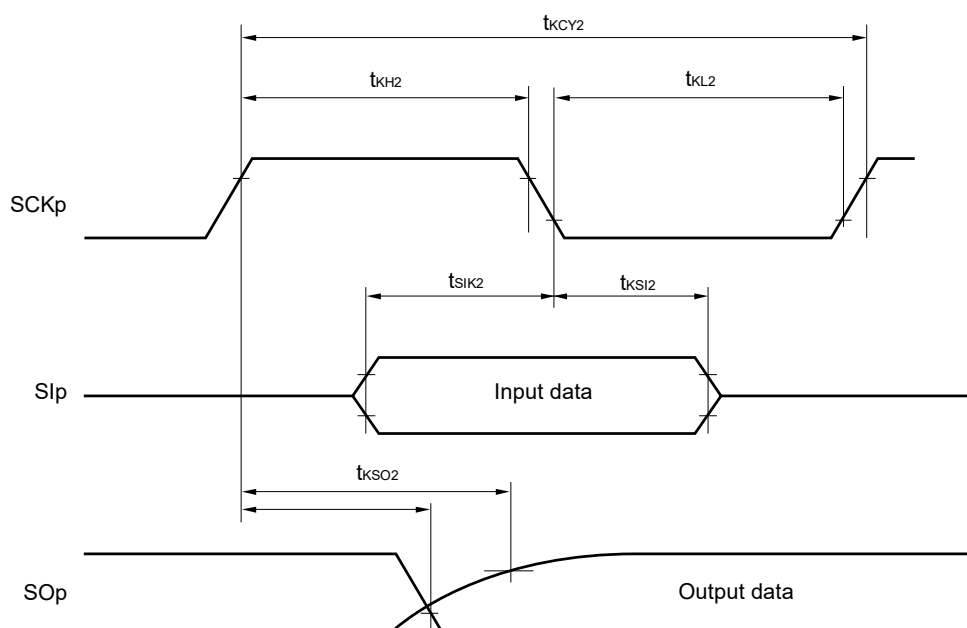 tKCY2
tKH2
tKL2
SCKp
tSIK2
tKSI2
SIp
Input data
tKSO2
SOp
Output data